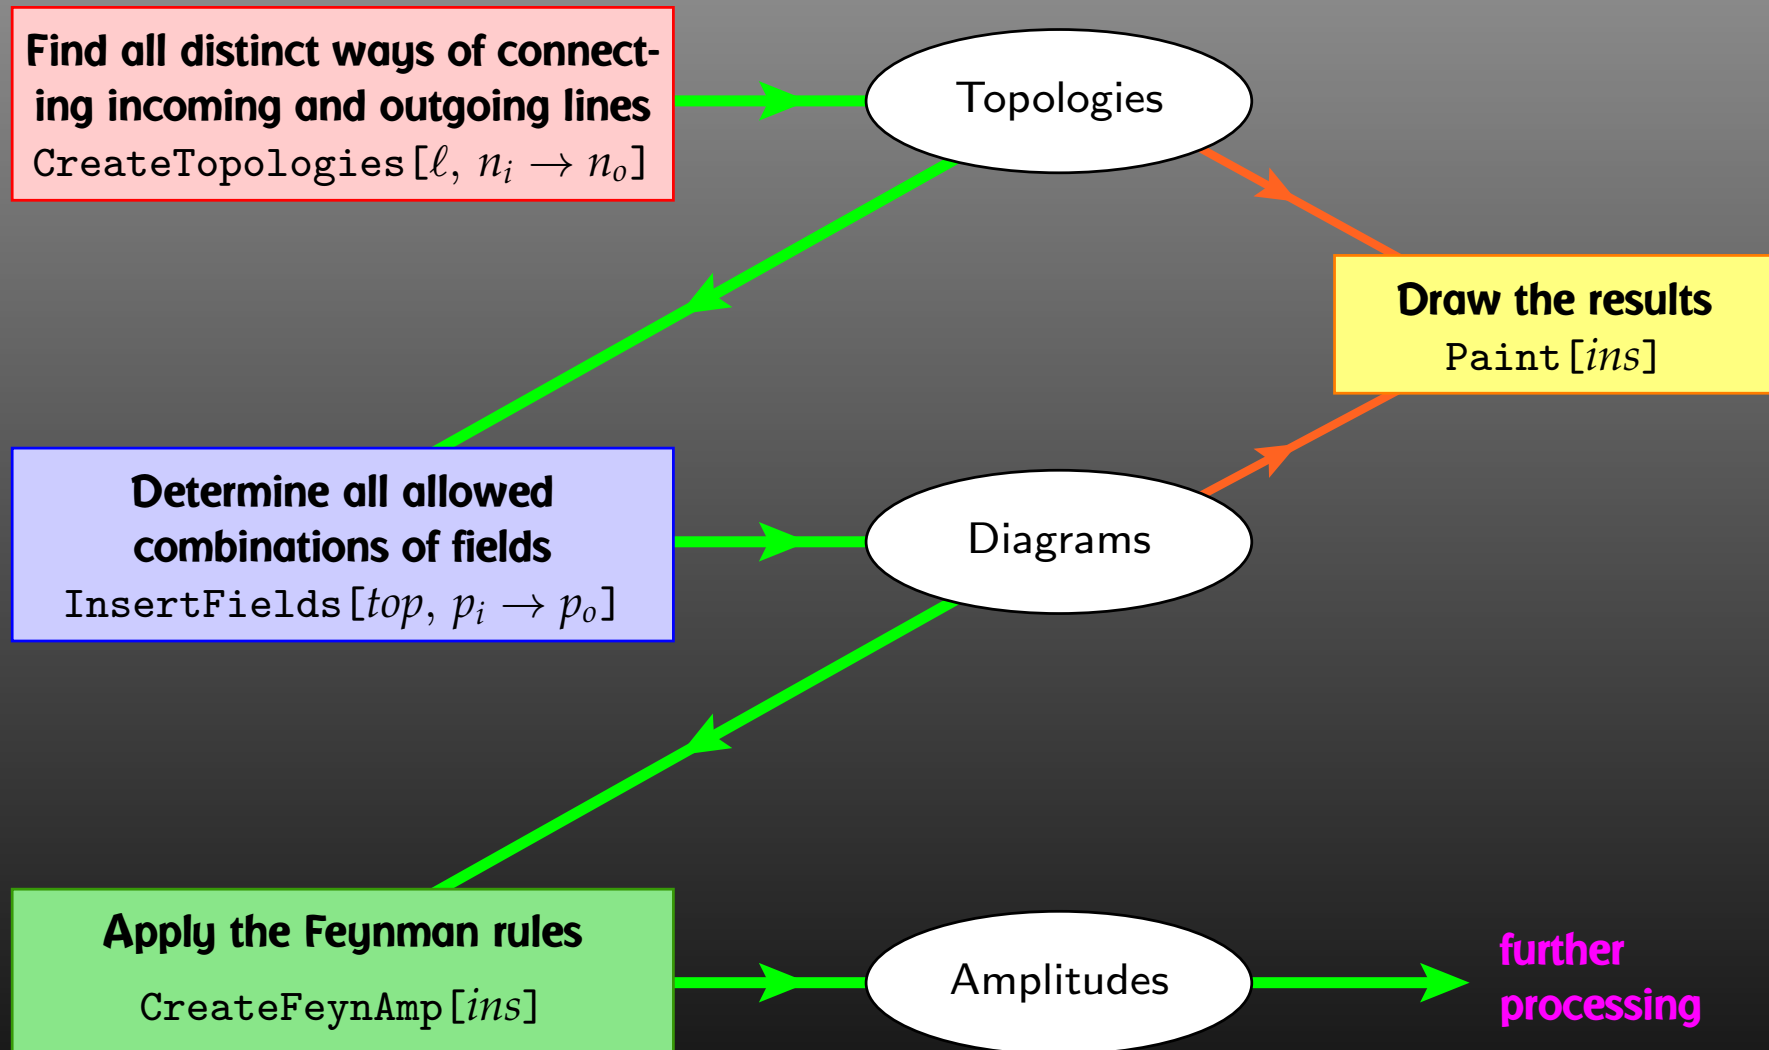 Find all distinct ways of connect-
ing incoming and outgoing lines
CreateTopologies[ℓ, nᵢ → nₒ]
Topologies
Draw the results
Paint[ins]
Determine all allowed
combinations of fields
InsertFields[top, pᵢ → pₒ]
Diagrams
Apply the Feynman rules
CreateFeynAmp[ins]
Amplitudes
further
processing